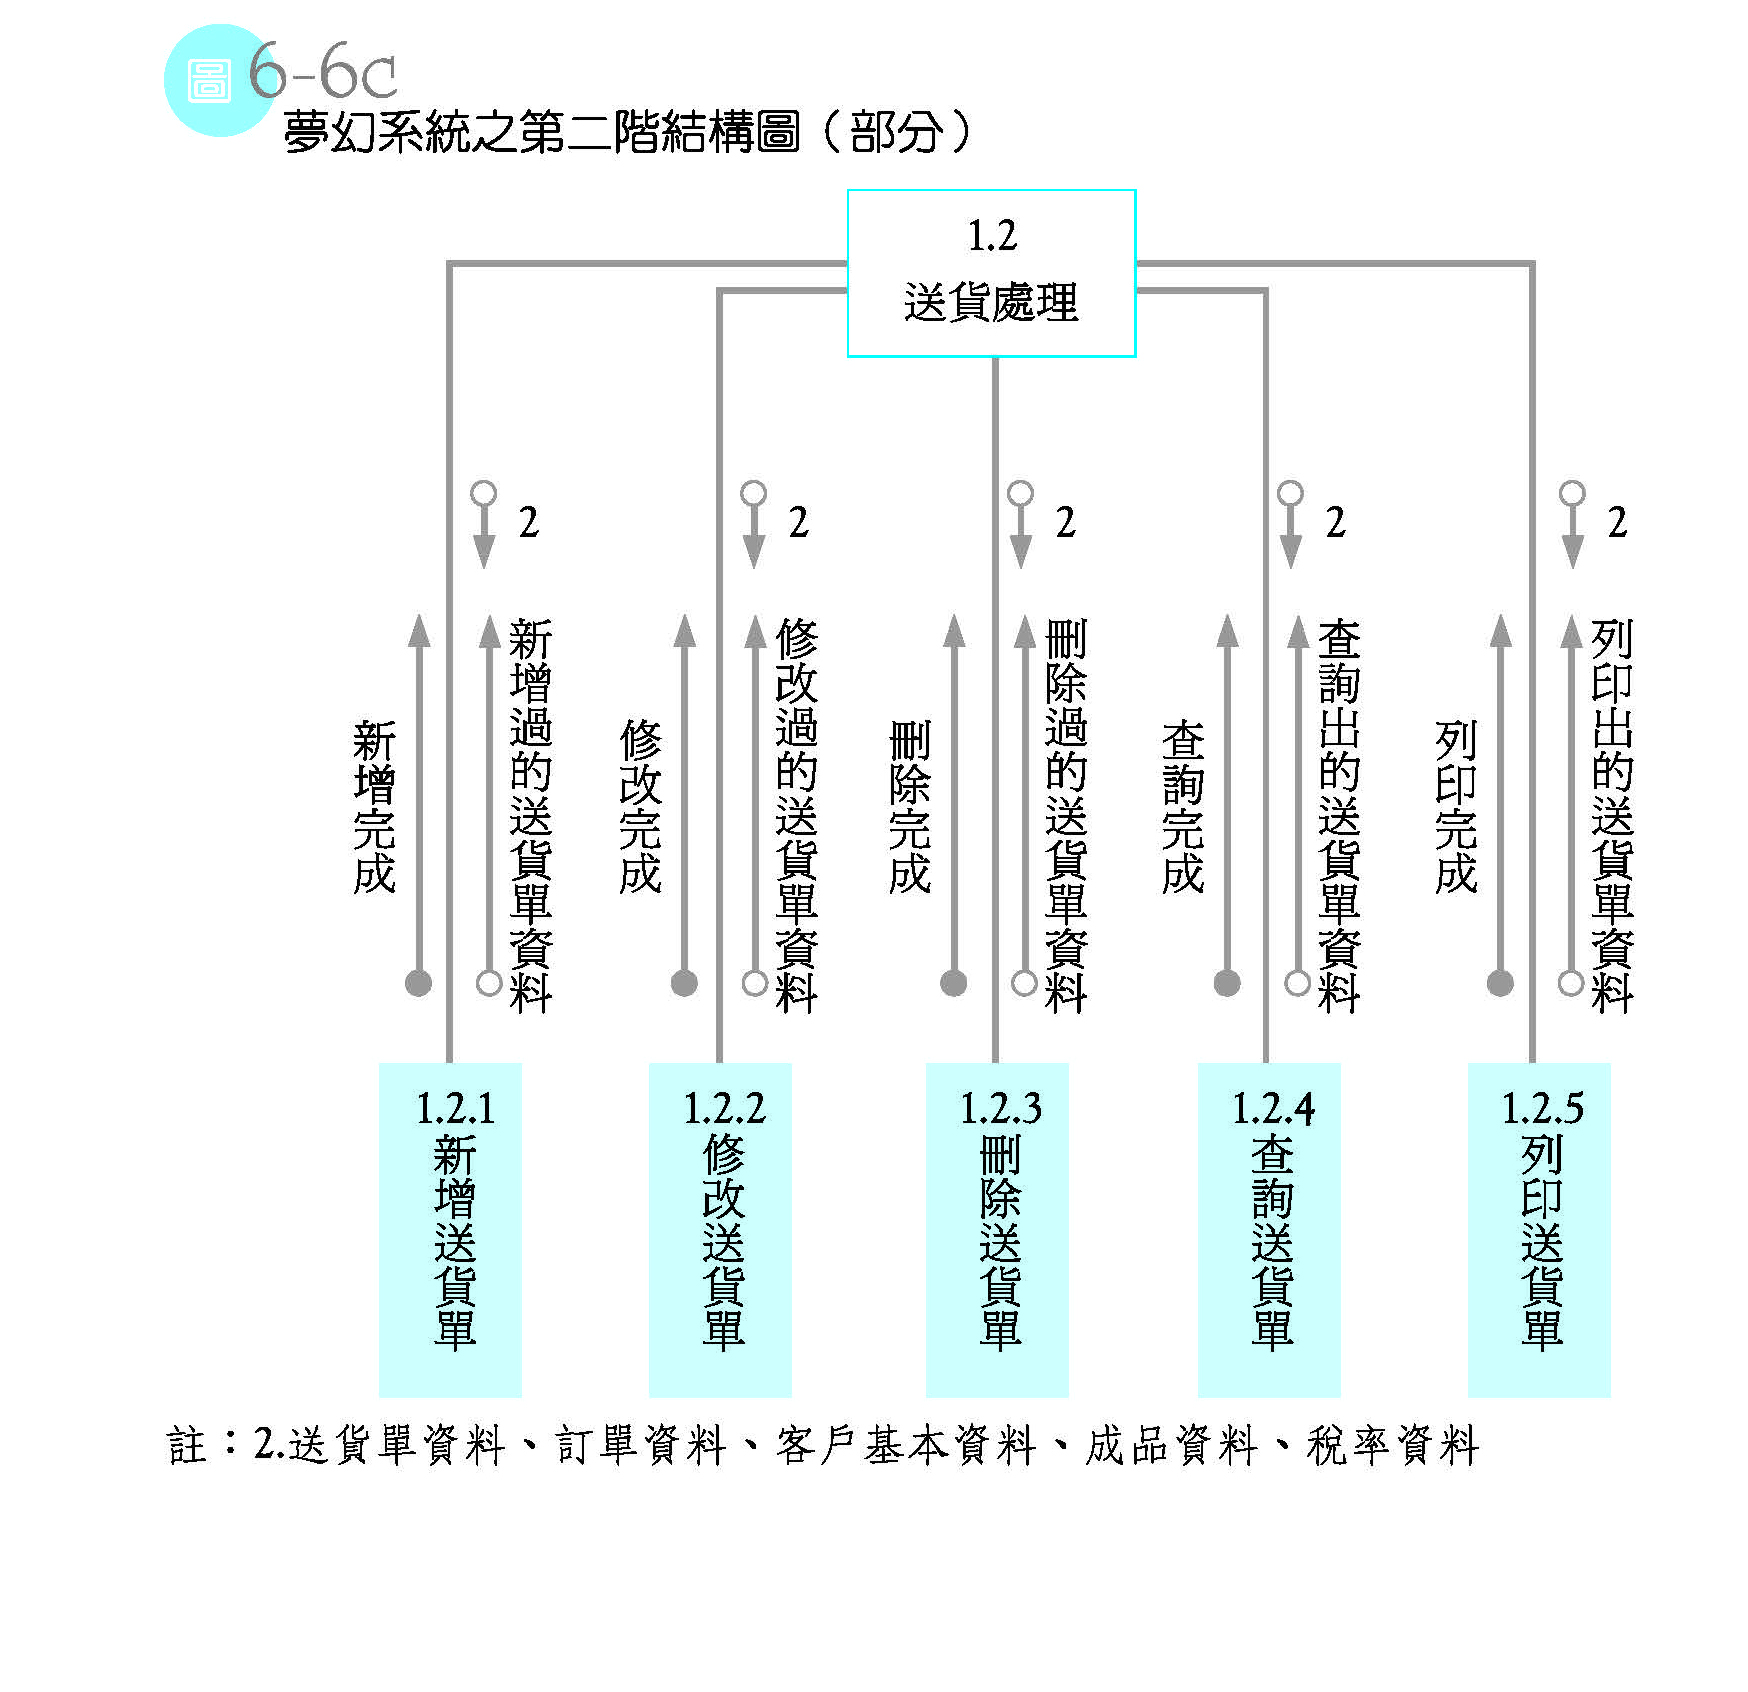 圖 6-6c
夢幻系統之第二階結構圖（部分）
1.2
送貨處理
2
2
2
2
2
新增完成
新增過的送貨單資料
修改完成
修改過的送貨單資料
刪除完成
刪除過的送貨單資料
查詢完成
查詢出的送貨單資料
列印完成
列印出的送貨單資料
1.2.1
新增送貨單
1.2.2
修改送貨單
1.2.3
刪除送貨單
1.2.4
查詢送貨單
1.2.5
列印送貨單
註：2.送貨單資料、訂單資料、客戶基本資料、成品資料、稅率資料